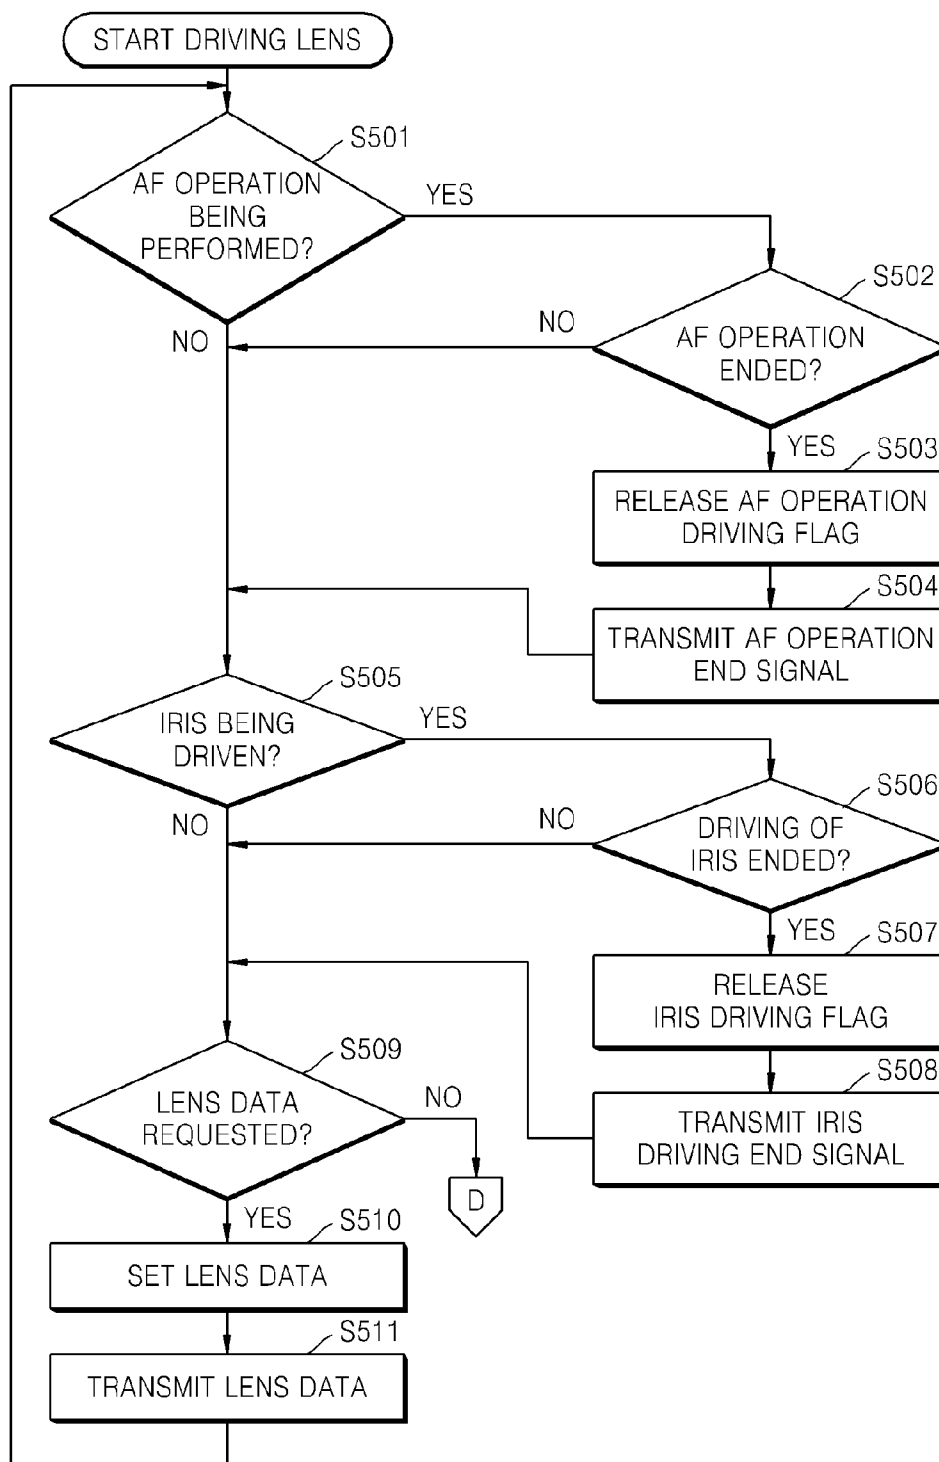 START DRIVING LENS
S501
AF OPERATION
BEING
PERFORMED?
YES
NO
S502
AF OPERATION
ENDED?
NO
YES
S503
RELEASE AF OPERATION
DRIVING FLAG
S504
TRANSMIT AF OPERATION
END SIGNAL
S505
IRIS BEING
DRIVEN?
YES
NO
S506
DRIVING OF
IRIS ENDED?
NO
YES
S507
RELEASE
IRIS DRIVING FLAG
S508
TRANSMIT IRIS
DRIVING END SIGNAL
S509
LENS DATA
REQUESTED?
NO
D
YES
S510
SET LENS DATA
S511
TRANSMIT LENS DATA